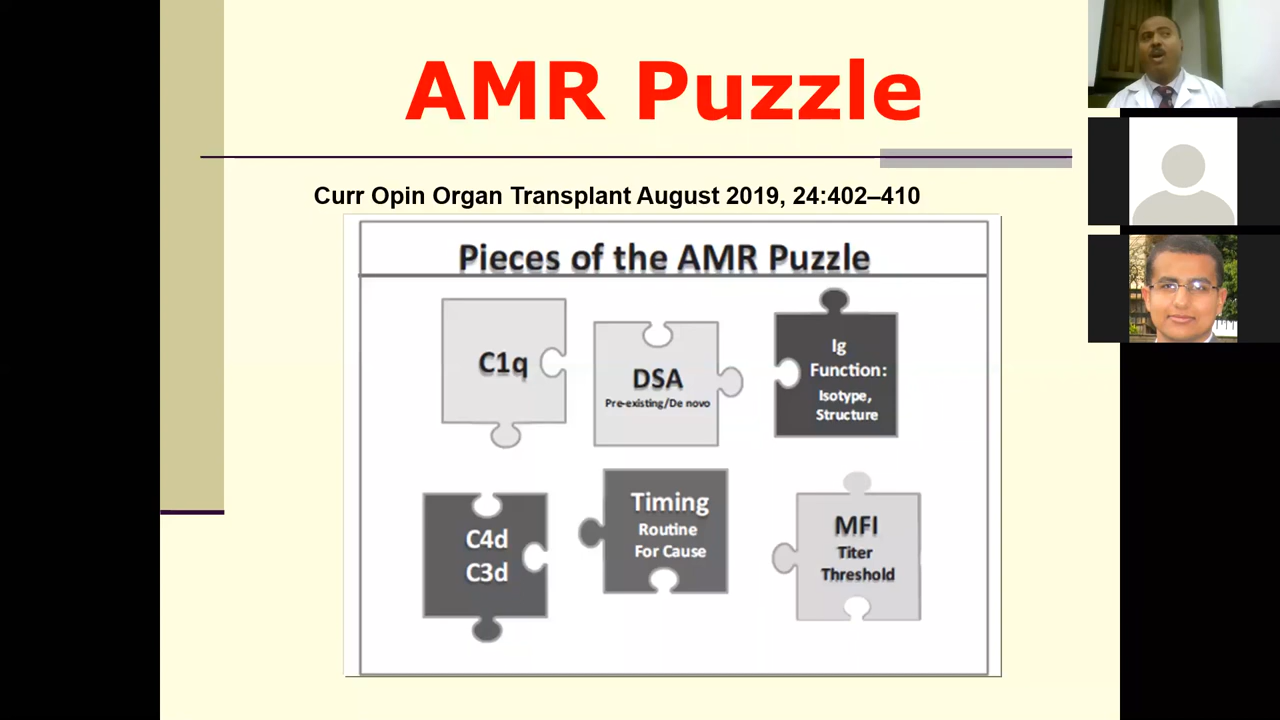 AMR Puzzle
Curr Opin Organ Transplant August 2019, 24:402–410
Pieces of the AMR Puzzle
C1q
DSA
Pre-existing/De novo
Ig
Function:
Isotype,
Structure
C4d
C3d
Timing
Routine
For Cause
MFI
Titer
Threshold